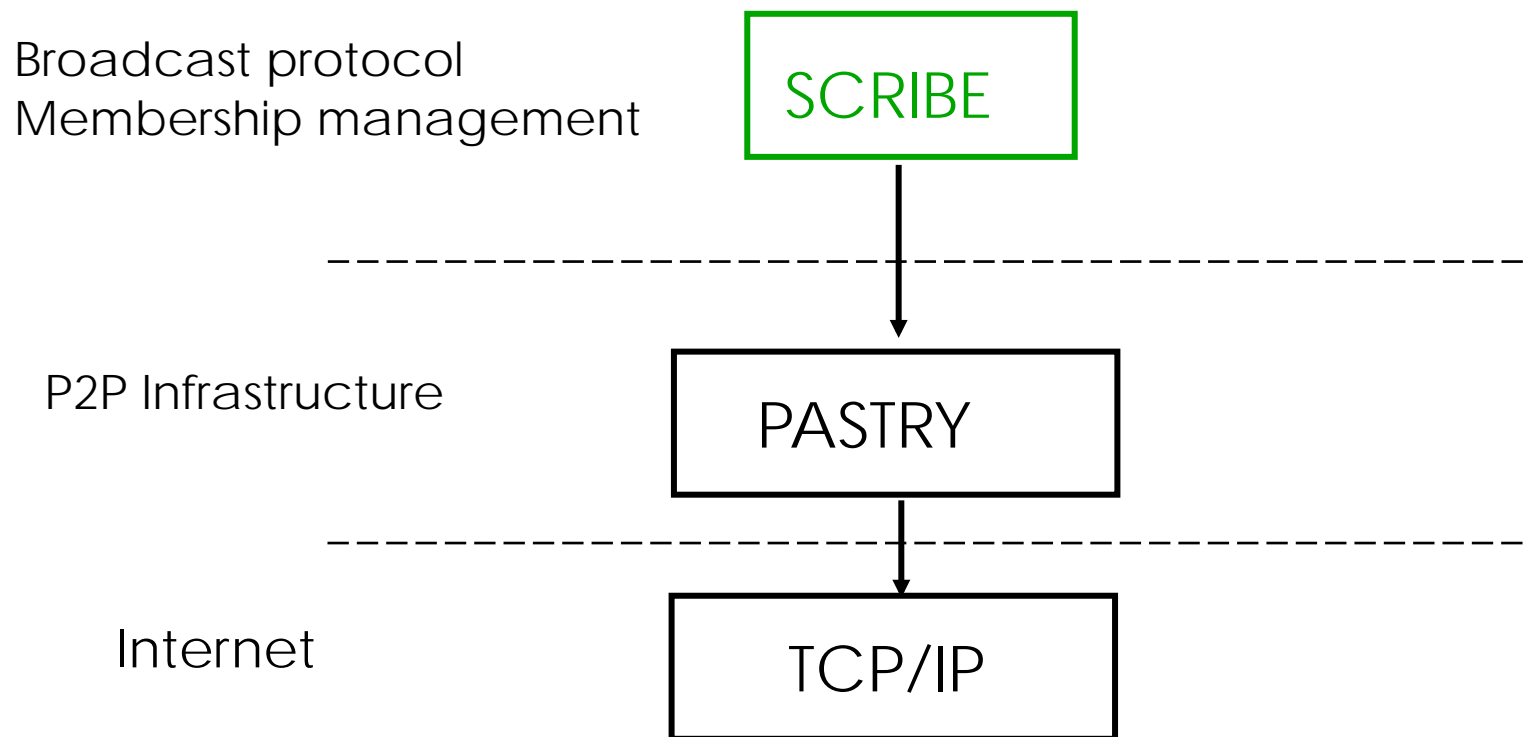 Broadcast protocol
Membership management
SCRIBE
P2P Infrastructure
PASTRY
Internet
TCP/IP